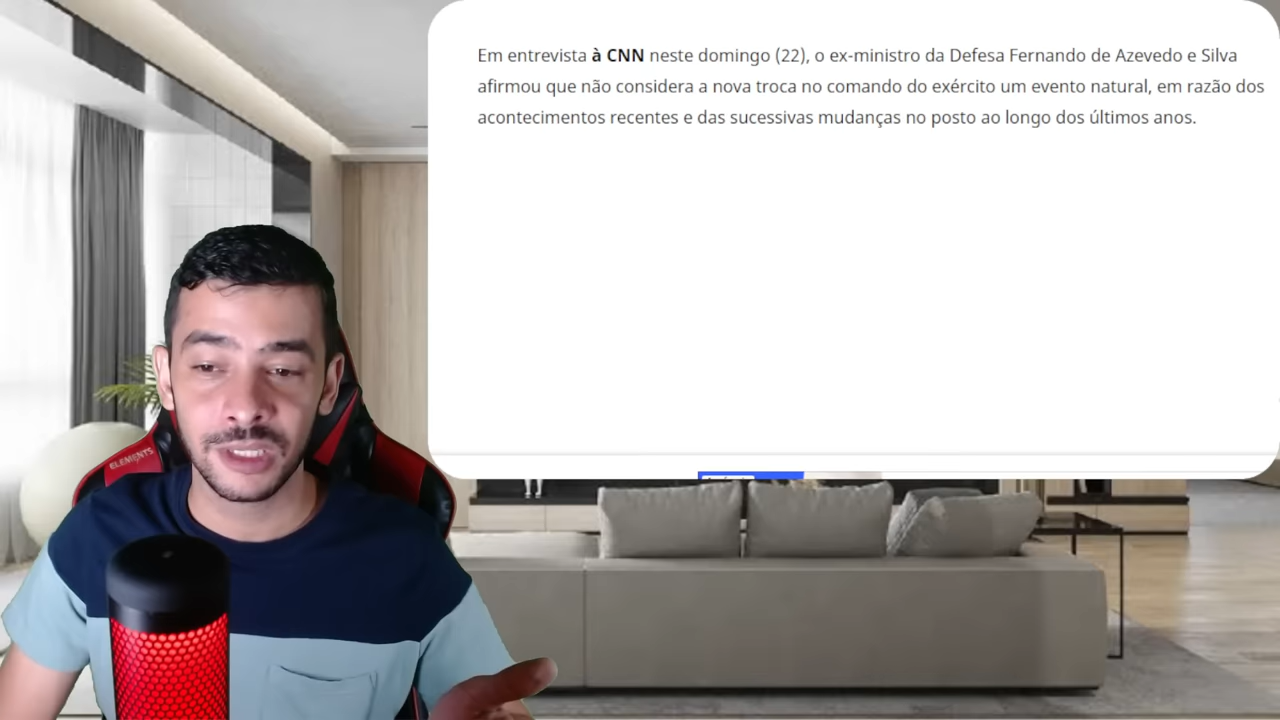 Em entrevista à CNN neste domingo (22), o ex-ministro da Defesa Fernando de Azevedo e Silva
afirmou que não considera a nova troca no comando do exército um evento natural, em razão dos
acontecimentos recentes e das sucessivas mudanças no posto ao longo dos últimos anos.
ELEMENTS